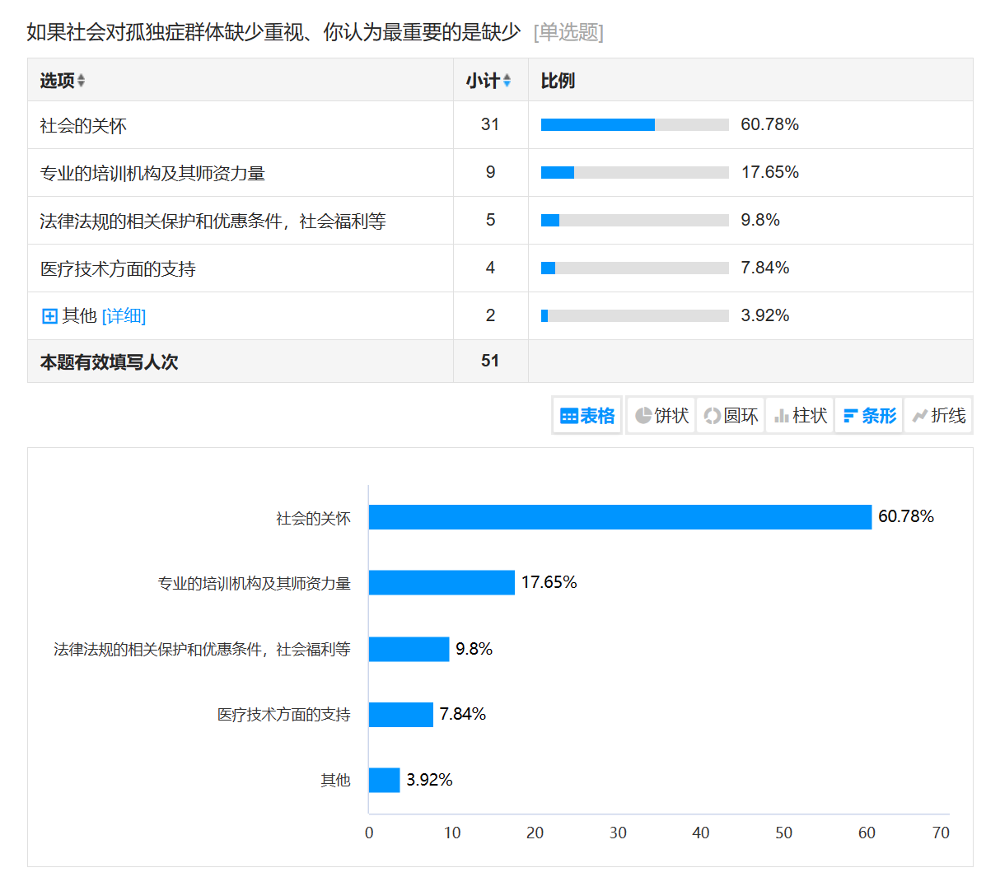 如果社会对孤独症群体缺少重视、你认为最重要的是缺少 [单选题]
选项 小计 比例
社会的关怀 31 60.78%
专业的培训机构及其师资力量 9 17.65%
法律法规的相关保护和优惠条件，社会福利等 5 9.8%
医疗技术方面的支持 4 7.84%
其他 [详细] 2 3.92%
本题有效填写人次 51
表格 饼状 圆环 柱状 条形 折线
社会的关怀 60.78%
专业的培训机构及其师资力量 17.65%
法律法规的相关保护和优惠条件，社会福利等 9.8%
医疗技术方面的支持 7.84%
其他 3.92%
0 10 20 30 40 50 60 70